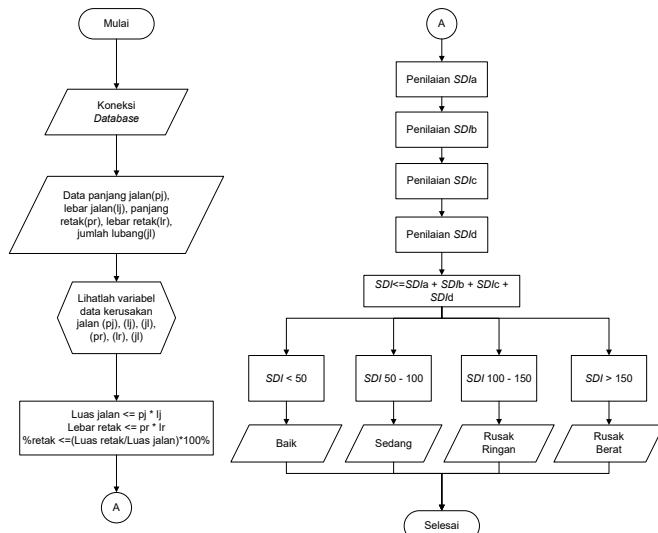 Mulai
Koneksi
Database
Data panjang jalan(pj),
lebar jalan(lj), panjang
retak(pr), lebar retak(lr),
jumlah lubang(jl)
Lihatlah variabel
data kerusakan
jalan (pj), (lj), (jl),
(pr), (lr), (jl)
Luas jalan <= pj * lj
Lebar retak <= pr * lr
%retak <=(Luas retak/Luas jalan)*100%
A
A
Penilaian SDIa
Penilaian SDIb
Penilaian SDIc
Penilaian SDId
SDI<=SDIa + SDIb + SDIc +
SDId
SDI < 50
SDI 50 - 100
SDI 100 - 150
SDI > 150
Baik
Sedang
Rusak
Ringan
Rusak
Berat
Selesai